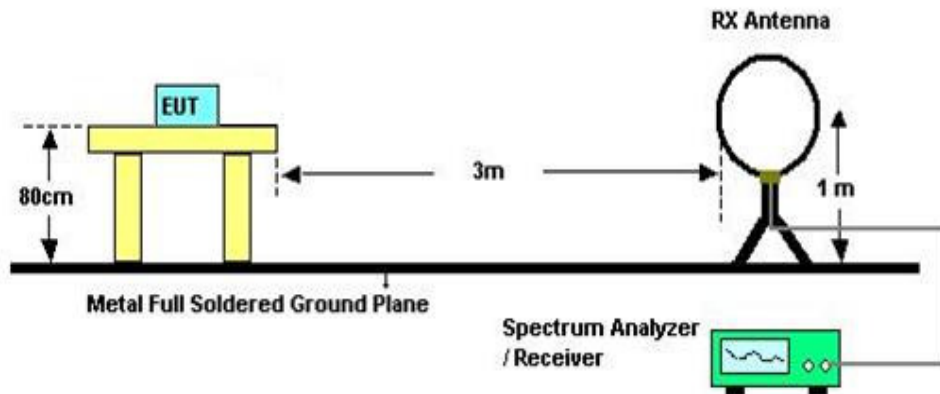 RX Antenna
EUT
80cm
3m
1 m
Metal Full Soldered Ground Plane
Spectrum Analyzer
/ Receiver